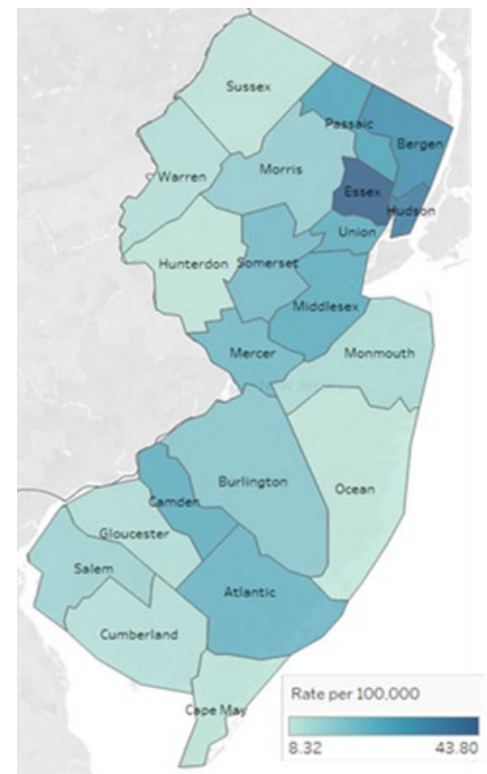 Sussex
Passaic
Bergen
Warren
Morris
Essex
Hudson
Union
Hunterdon
Somerset
Middlesex
Mercer
Monmouth
Burlington
Ocean
Camden
Gloucester
Salem
Atlantic
Cumberland
Cape May
Rate per 100,000
8.32 43.80